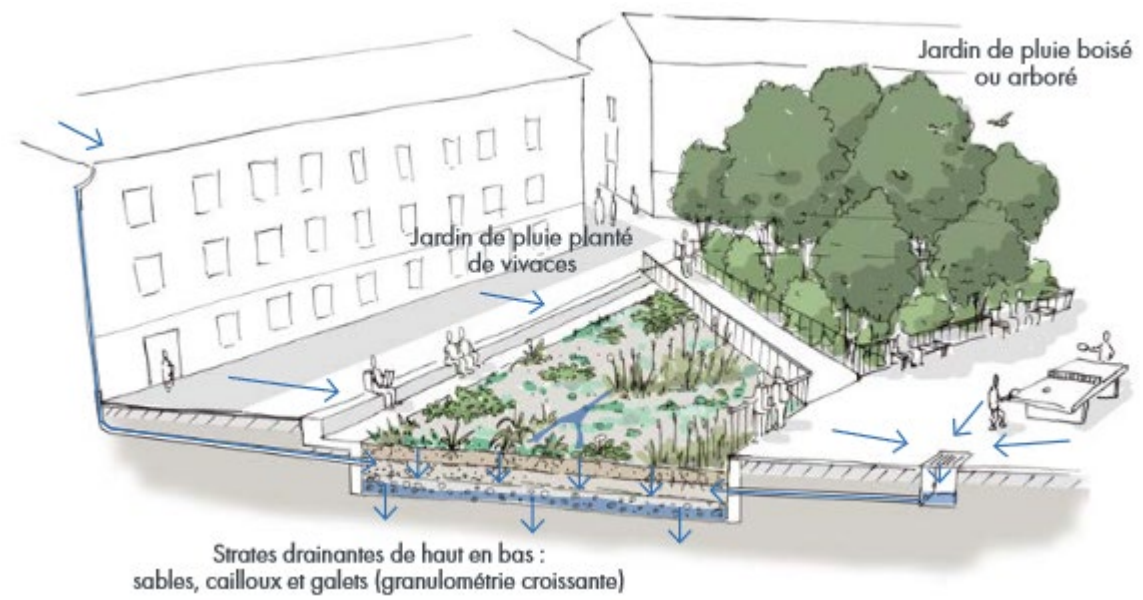 Jardin de pluie boisé
ou arboré
Jardin de pluie planté
de vivaces
Strates drainantes de haut en bas :
sables, cailloux et galets (granulométrie croissante)